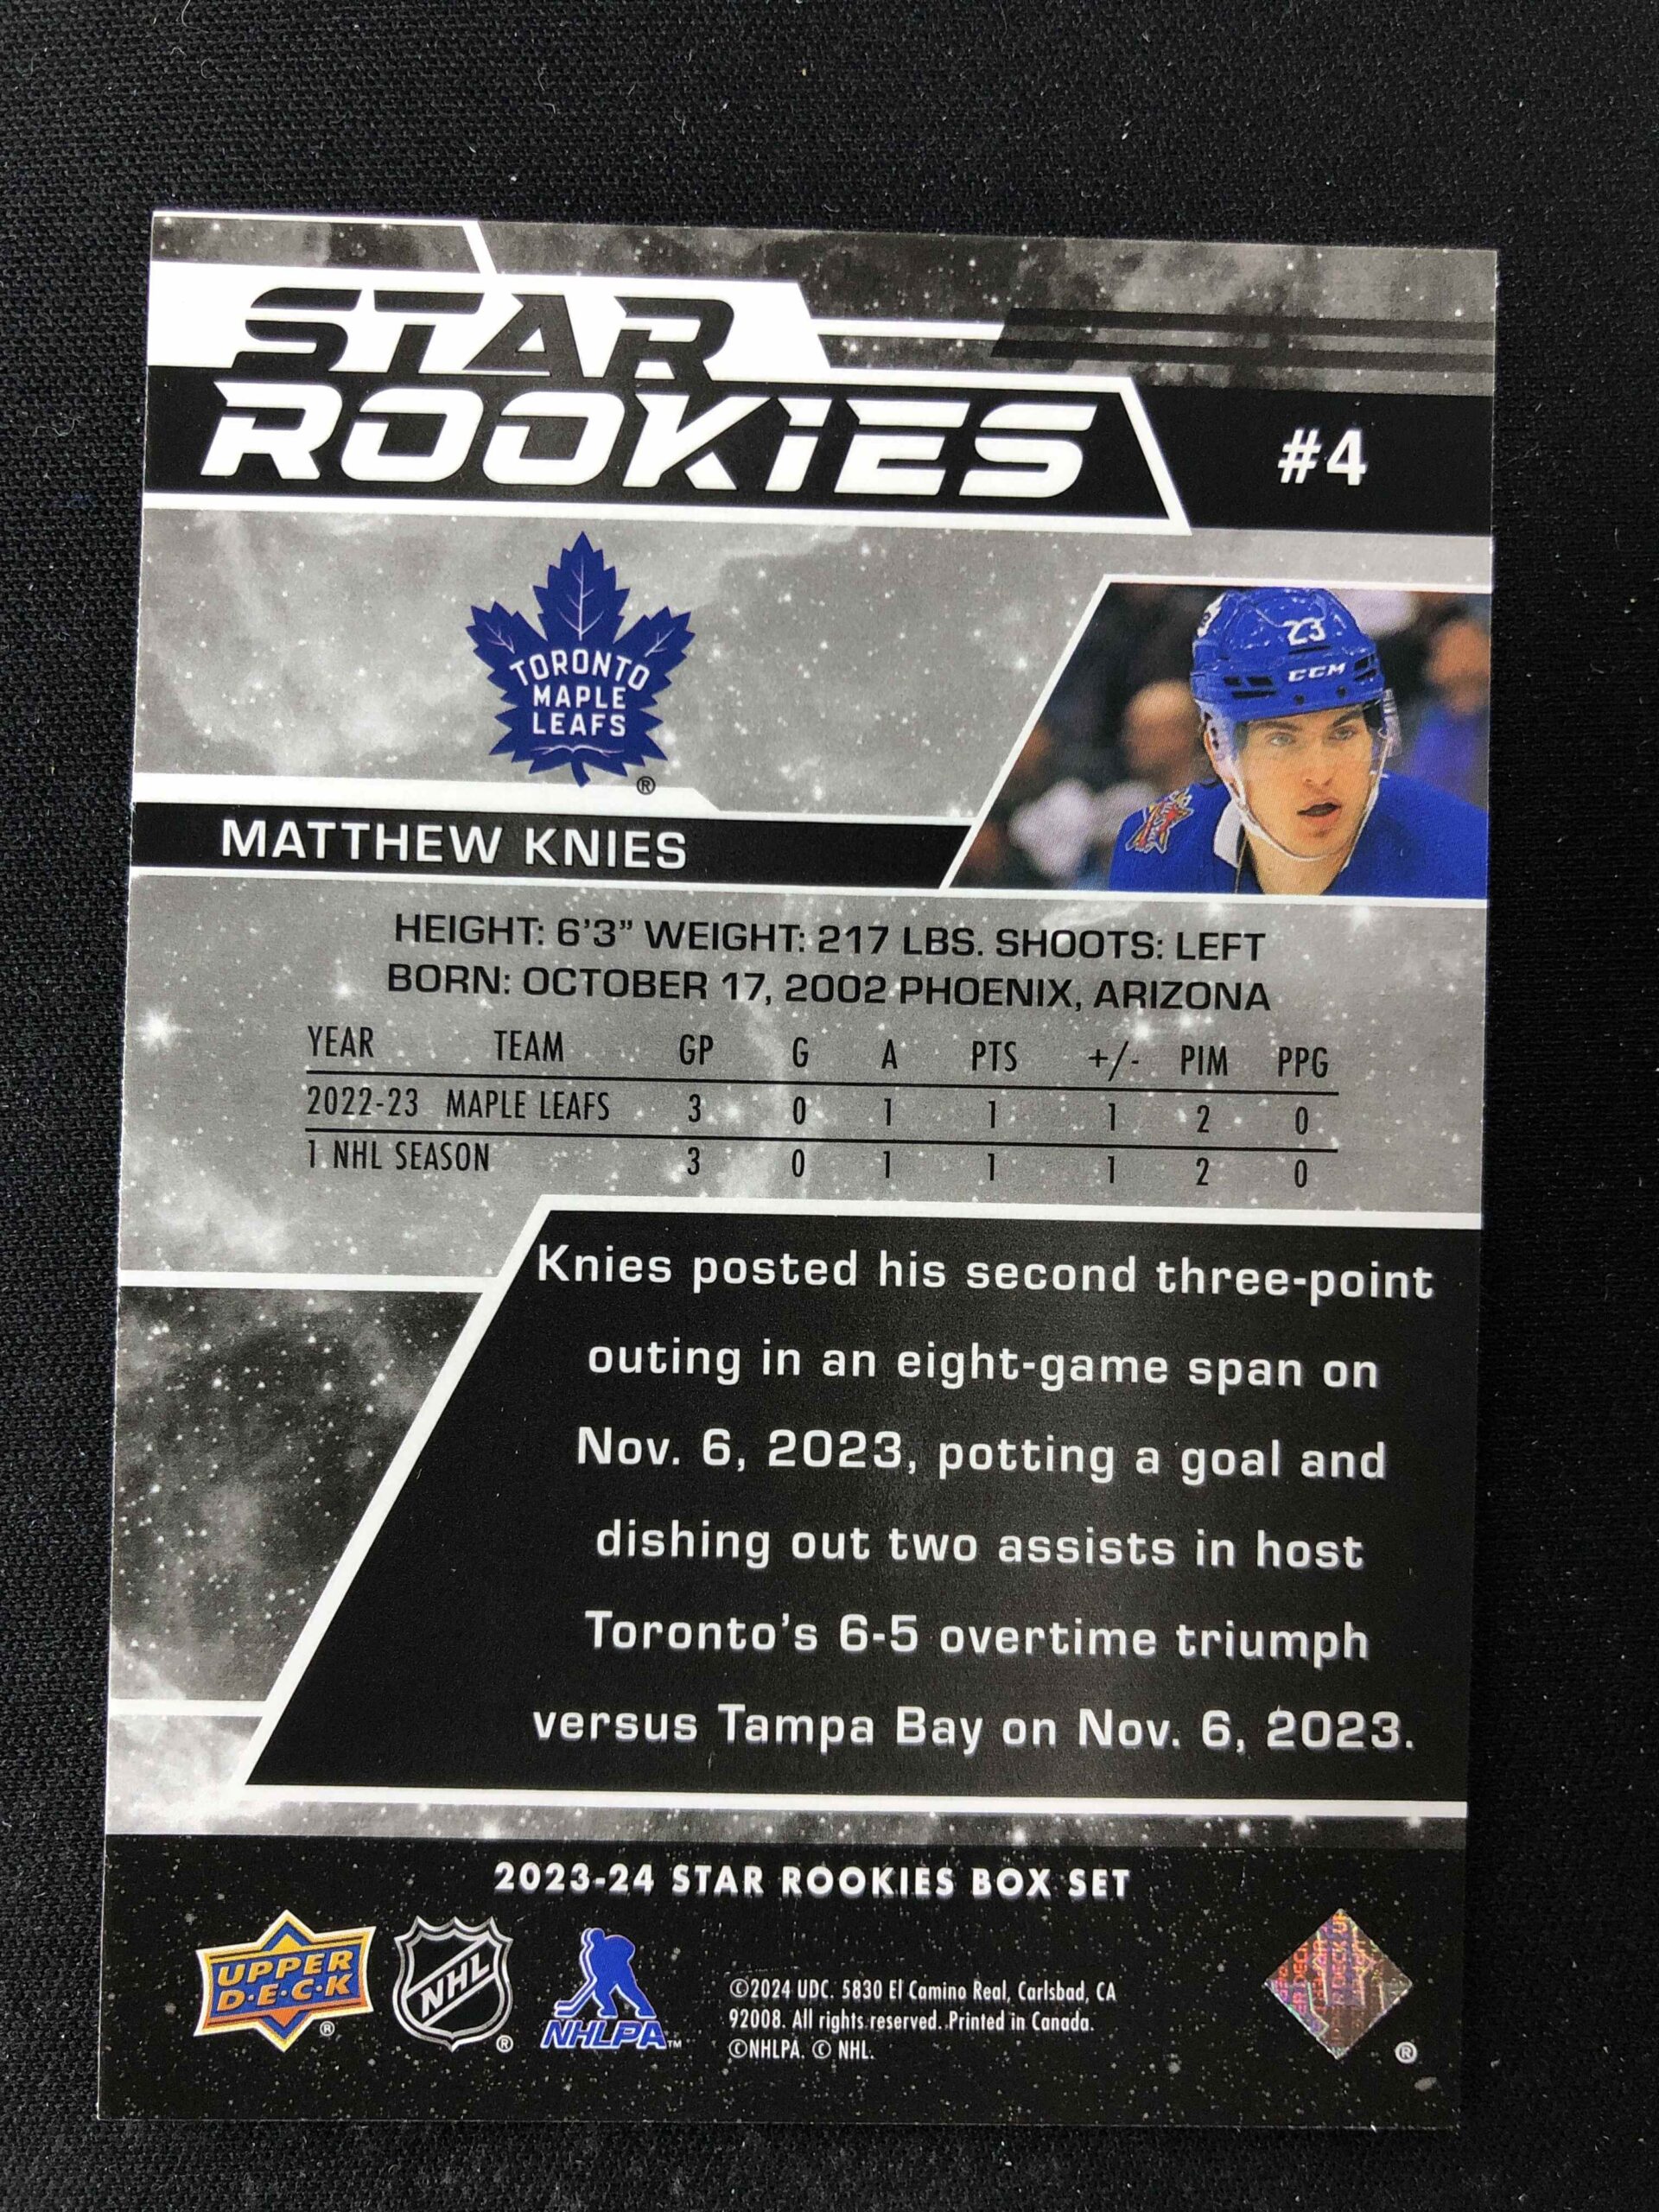 STAR
ROOKIES
#4
TORONTO
MAPLE
LEAFS
®
23
CCM
MATTHEW KNIES
HEIGHT: 6'3" WEIGHT: 217 LBS. SHOOTS: LEFT
BORN: OCTOBER 17, 2002 PHOENIX, ARIZONA
YEAR TEAM GP G A PTS +/- PIM PPG
2022-23 MAPLE LEAFS 3 0 1 1 1 2 0
1 NHL SEASON 3 0 1 1 1 2 0
Knies posted his second three-point
outing in an eight-game span on
Nov. 6, 2023, potting a goal and
dishing out two assists in host
Toronto's 6-5 overtime triumph
versus Tampa Bay on Nov. 6, 2023.
2023-24 STAR ROOKIES BOX SET
UPPER
D·E·C·K
®
NHL
®
NHLPA™
©2024 UDC. 5830 El Camino Real, Carlsbad, CA
92008. All rights reserved. Printed in Canada.
©NHLPA. © NHL.
®